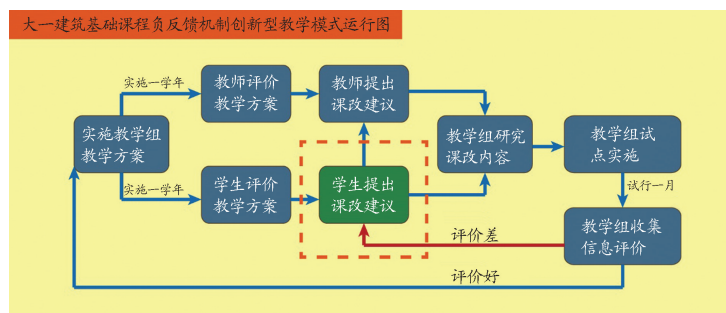 大一建筑基础课程负反馈机制创新型教学模式运行图
实施一学年
教师评价
教学方案
教师提出
课改建议
实施教学组
教学方案
教学组研究
课改内容
教学组试
点实施
实施一学年
学生评价
教学方案
学生提出
课改建议
试行一月
评价差
教学组收集
信息评价
评价好